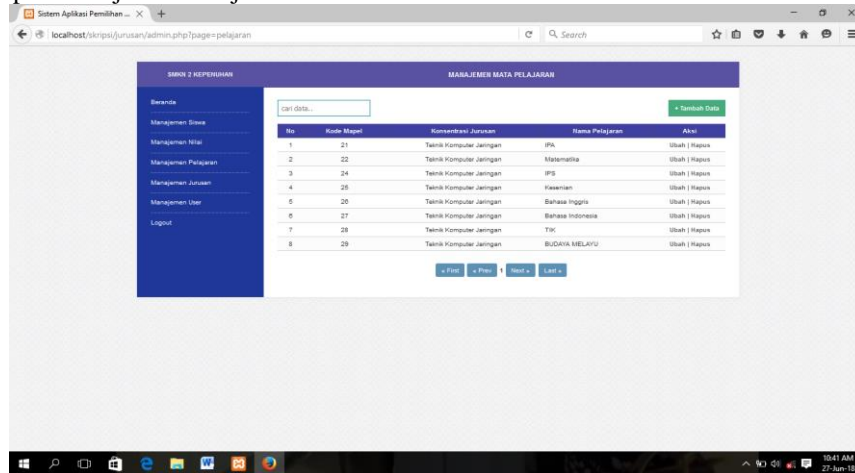 Sistem Aplikasi Pemilihan ...
localhost/skripsi/jurusan/admin.php?page=pelajaran
Search
SMKN 2 KEPENUHAN
MANAJEMEN MATA PELAJARAN
Beranda
Manajemen Siswa
Manajemen Nilai
Manajemen Pelajaran
Manajemen Jurusan
Manajemen User
Logout
cari data...
+ Tambah Data
No Kode Mapel Konsentrasi Jurusan Nama Pelajaran Aksi
1 21 Teknik Komputer Jaringan IPA Ubah | Hapus
2 22 Teknik Komputer Jaringan Matematika Ubah | Hapus
3 24 Teknik Komputer Jaringan IPS Ubah | Hapus
4 25 Teknik Komputer Jaringan Kesenian Ubah | Hapus
5 26 Teknik Komputer Jaringan Bahasa Inggris Ubah | Hapus
6 27 Teknik Komputer Jaringan Bahasa Indonesia Ubah | Hapus
7 28 Teknik Komputer Jaringan TIK Ubah | Hapus
8 29 Teknik Komputer Jaringan BUDAYA MELAYU Ubah | Hapus
« First « Prev 1 Next » Last »
10:41 AM
27-Jun-18